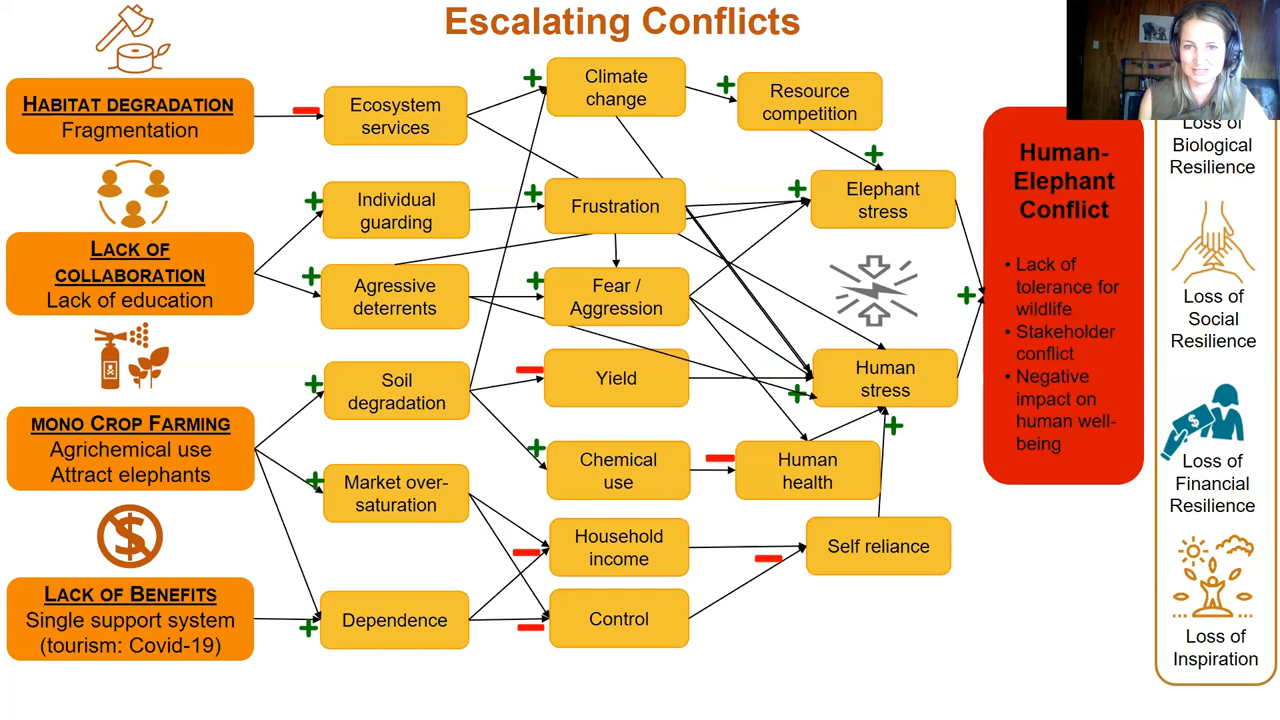 Escalating Conflicts
HABITAT DEGRADATION
Fragmentation
LACK OF
COLLABORATION
Lack of education
MONO CROP FARMING
Agrichemical use
Attract elephants
LACK OF BENEFITS
Single support system
(tourism: Covid-19)
Ecosystem
services
Individual
guarding
Agressive
deterrents
Soil
degradation
Market over-
saturation
Dependence
Climate
change
Frustration
Fear /
Aggression
Yield
Chemical
use
Household
income
Control
Resource
competition
Elephant
stress
Human
stress
Human
health
Self reliance
Human-
Elephant
Conflict
• Lack of
tolerance for
wildlife
• Stakeholder
conflict
• Negative
impact on
human well-
being
Loss of
Biological
Resilience
Loss of
Social
Resilience
Loss of
Financial
Resilience
Loss of
Inspiration